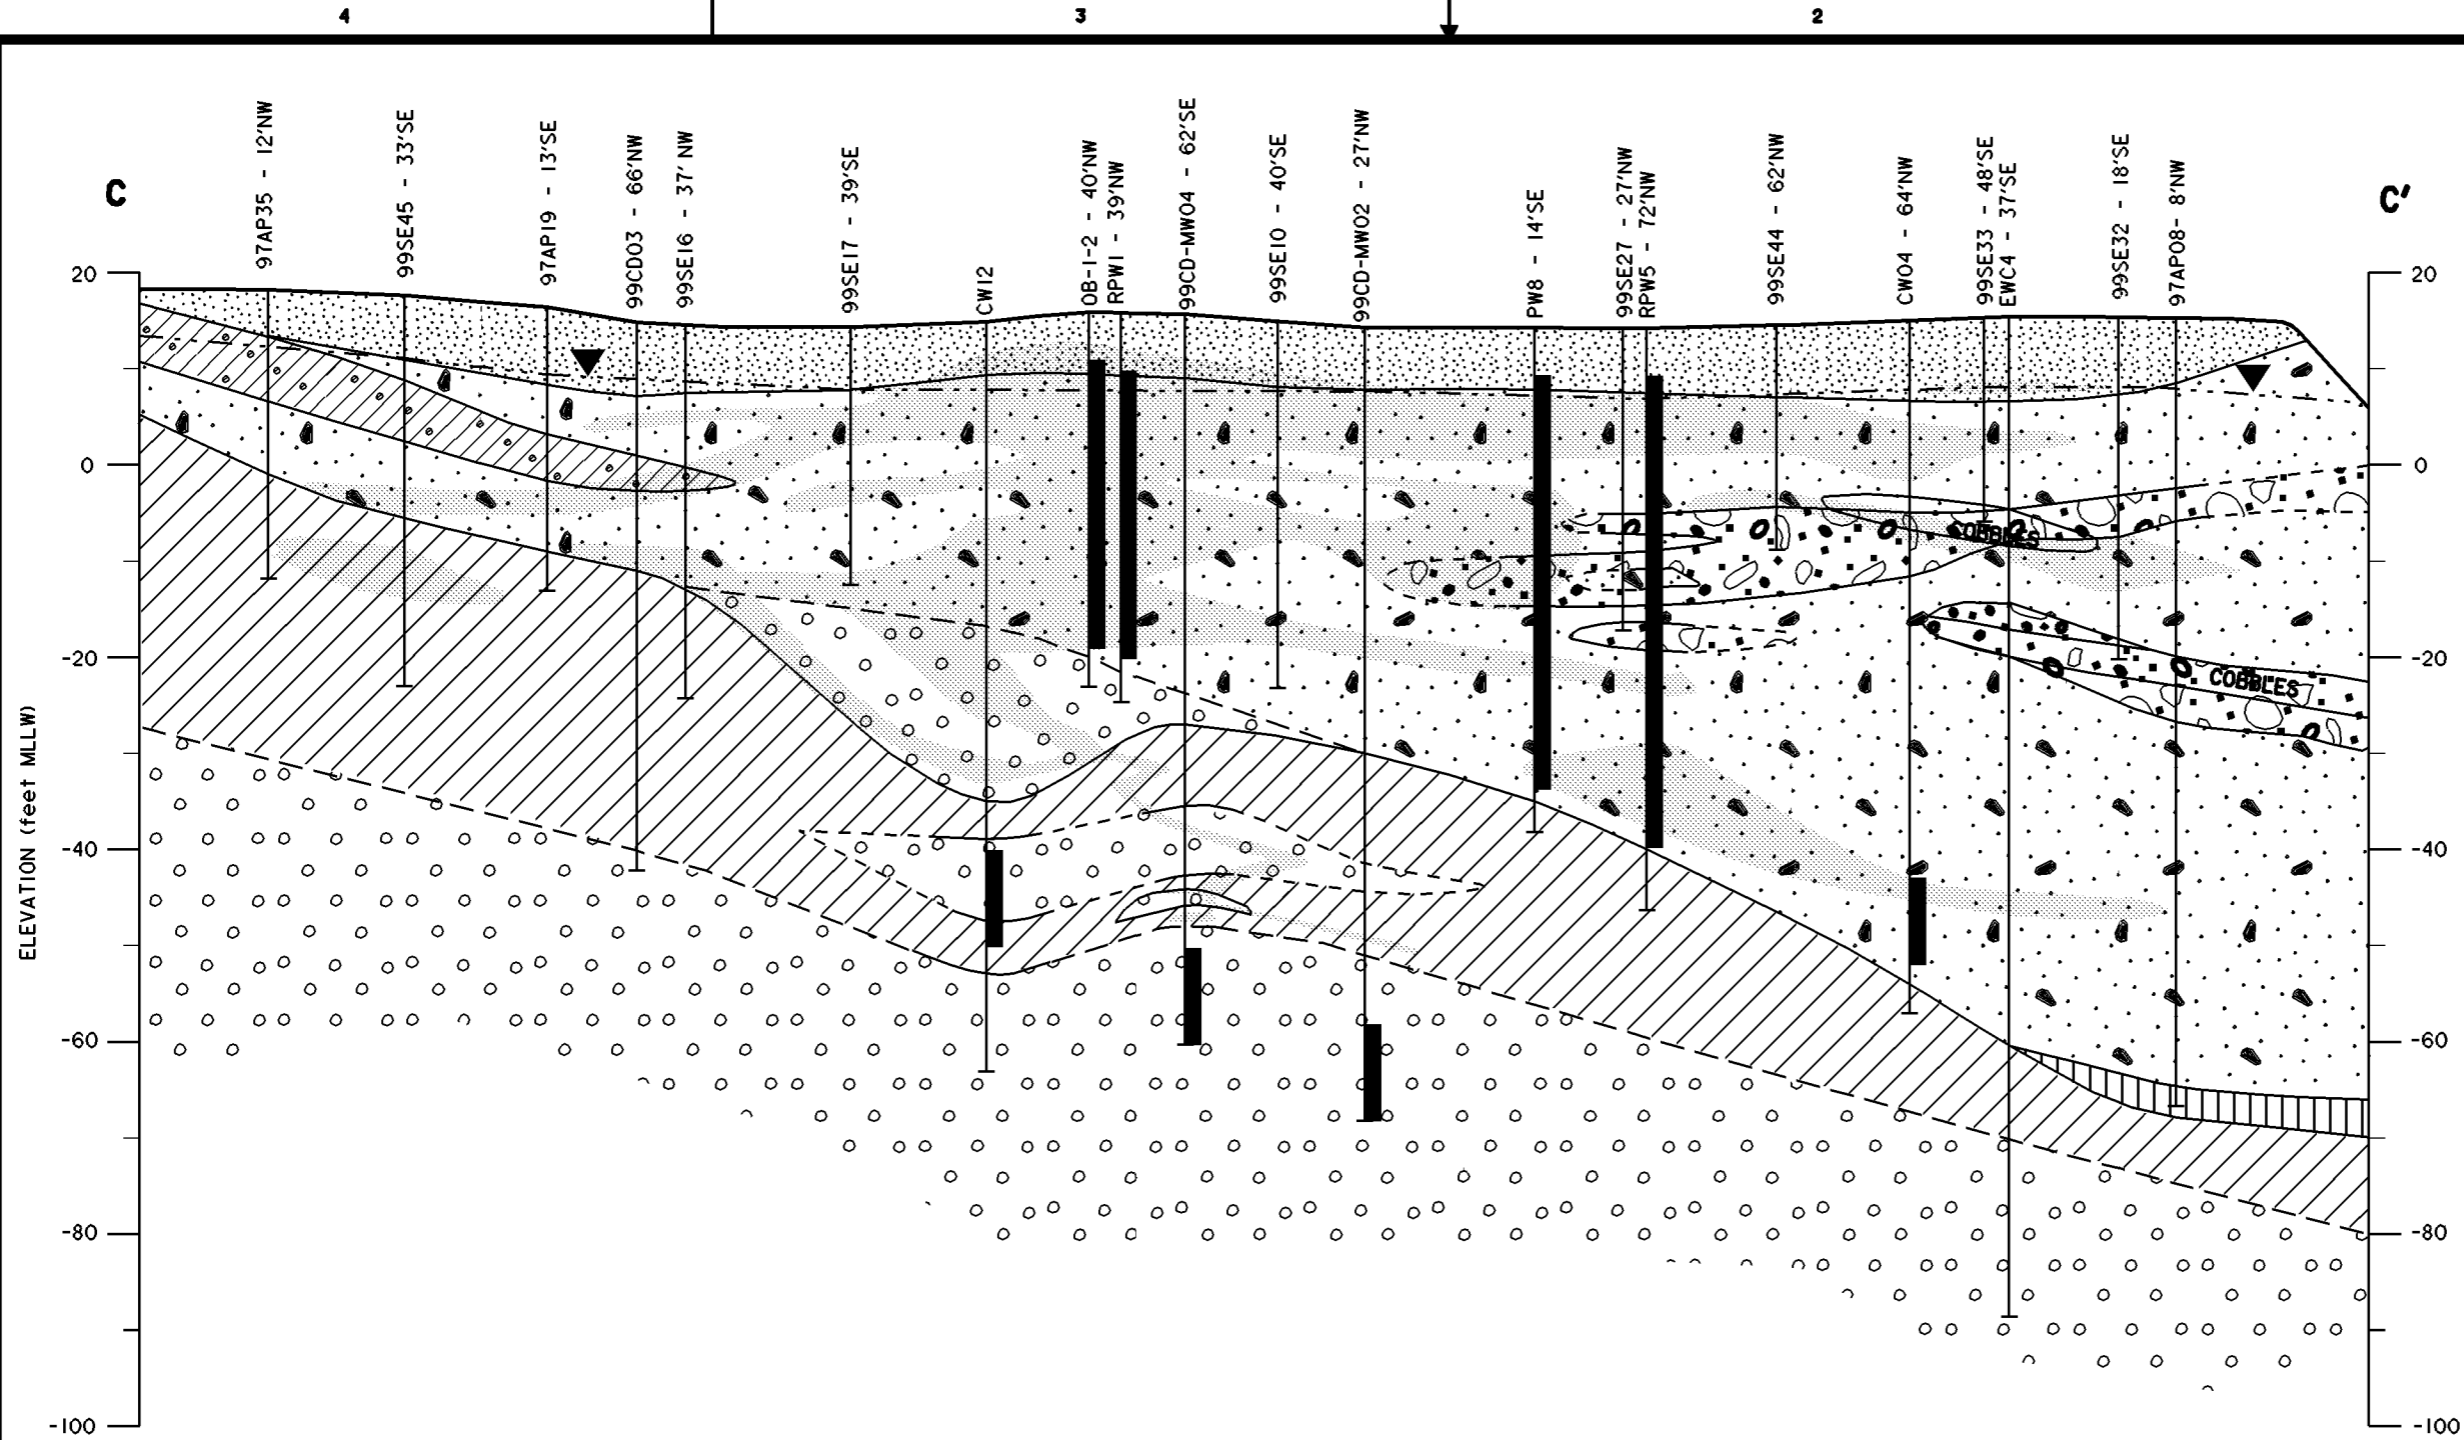 4 3 2
C
C'
97AP35 - 12'NW
99SE45 - 33'SE
97AP19 - 13'SE
99CD03 - 66'NW
99SE16 - 37' NW
99SE17 - 39'SE
CW12
OB-1-2 - 40'NW
RPW1 - 39'NW
99CD-MW04 - 62'SE
99SE10 - 40'SE
99CD-MW02 - 27'NW
PW8 - 14'SE
99SE27 - 27'NW
RPW5 - 72'NW
99SE44 - 62'NW
CW04 - 64'NW
99SE33 - 48'SE
EWC4 - 37'SE
99SE32 - 18'SE
97AP08- 8'NW
20
0
-20
-40
-60
-80
-100
ELEVATION (feet MLLW)
COBBLES
COBBLES
20
0
-20
-40
-60
-80
-100